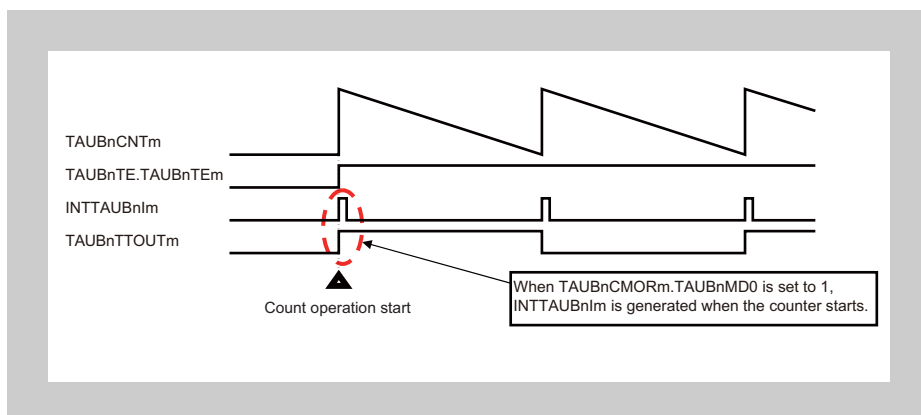 TAUBnCNTm
TAUBnTE.TAUBnTEm
INTTAUBnIm
TAUBnTTOUTm
Count operation start
When TAUBnCMORm.TAUBnMD0 is set to 1,
INTTAUBnIm is generated when the counter starts.